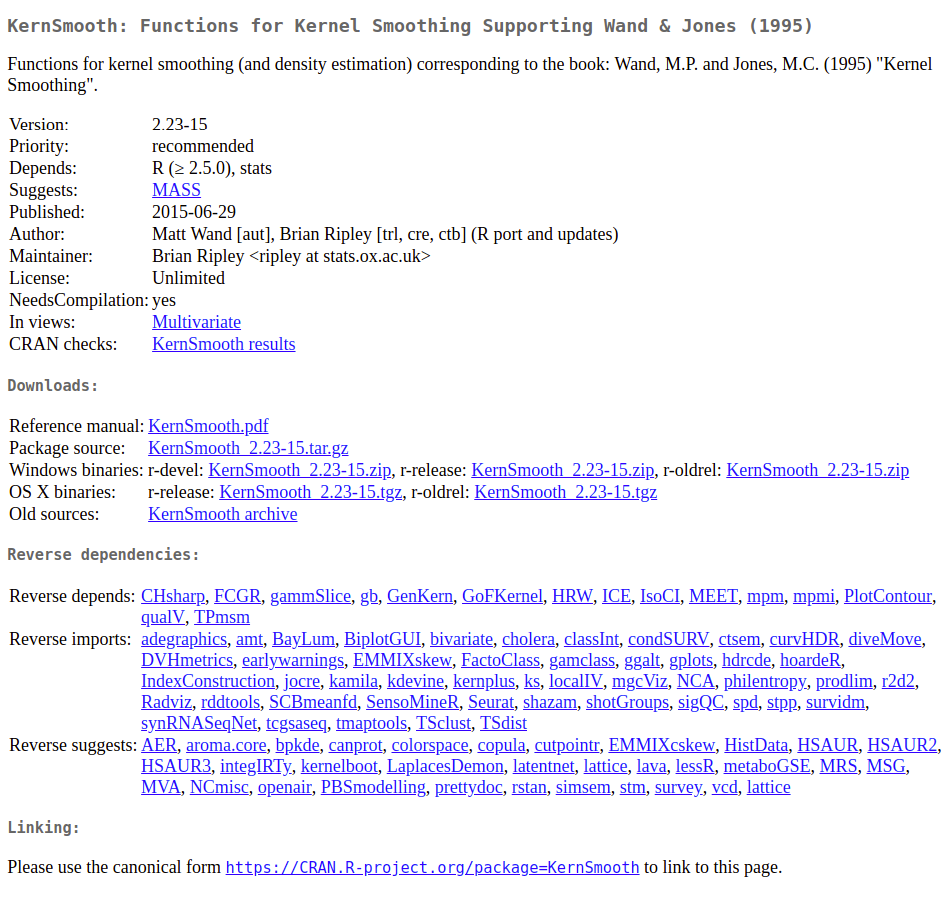 KernSmooth: Functions for Kernel Smoothing Supporting Wand & Jones (1995)
Functions for kernel smoothing (and density estimation) corresponding to the book: Wand, M.P. and Jones, M.C. (1995) "Kernel
Smoothing".
Version: 2.23-15
Priority: recommended
Depends: R (≥ 2.5.0), stats
Suggests: MASS
Published: 2015-06-29
Author: Matt Wand [aut], Brian Ripley [trl, cre, ctb] (R port and updates)
Maintainer: Brian Ripley <ripley at stats.ox.ac.uk>
License: Unlimited
NeedsCompilation: yes
In views: Multivariate
CRAN checks: KernSmooth results
Downloads:
Reference manual: KernSmooth.pdf
Package source: KernSmooth_2.23-15.tar.gz
Windows binaries: r-devel: KernSmooth_2.23-15.zip, r-release: KernSmooth_2.23-15.zip, r-oldrel: KernSmooth_2.23-15.zip
OS X binaries: r-release: KernSmooth_2.23-15.tgz, r-oldrel: KernSmooth_2.23-15.tgz
Old sources: KernSmooth archive
Reverse dependencies:
Reverse depends: CHsharp, FCGR, gammSlice, gb, GenKern, GoFKernel, HRW, ICE, IsoCI, MEET, mpm, mpmi, PlotContour,
qualV, TPmsm
Reverse imports: adegraphics, amt, BayLum, BiplotGUI, bivariate, cholera, classInt, condSURV, ctsem, curvHDR, diveMove,
DVHmetrics, earlywarnings, EMMIXskew, FactoClass, gamclass, ggalt, gplots, hdrcde, hoardeR,
IndexConstruction, jocre, kamila, kdevine, kernplus, ks, localIV, mgcViz, NCA, philentropy, prodlim, r2d2,
Radviz, rddtools, SCBmeanfd, SensoMineR, Seurat, shazam, shotGroups, sigQC, spd, stpp, survidm,
synRNASeqNet, tcgsaseq, tmaptools, TSclust, TSdist
Reverse suggests: AER, aroma.core, bpkde, canprot, colorspace, copula, cutpointr, EMMIXcskew, HistData, HSAUR, HSAUR2,
HSAUR3, integIRTy, kernelboot, LaplacesDemon, latentnet, lattice, lava, lessR, metaboGSE, MRS, MSG,
MVA, NCmisc, openair, PBSmodelling, prettydoc, rstan, simsem, stm, survey, vcd, lattice
Linking:
Please use the canonical form https://CRAN.R-project.org/package=KernSmooth to link to this page.